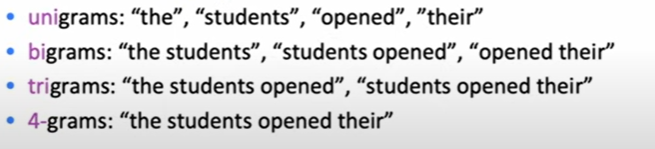 • unigrams: “the”, “students”, “opened”, ”their”
• bigrams: “the students”, “students opened”, “opened their”
• trigrams: “the students opened”, “students opened their”
• 4-grams: “the students opened their”